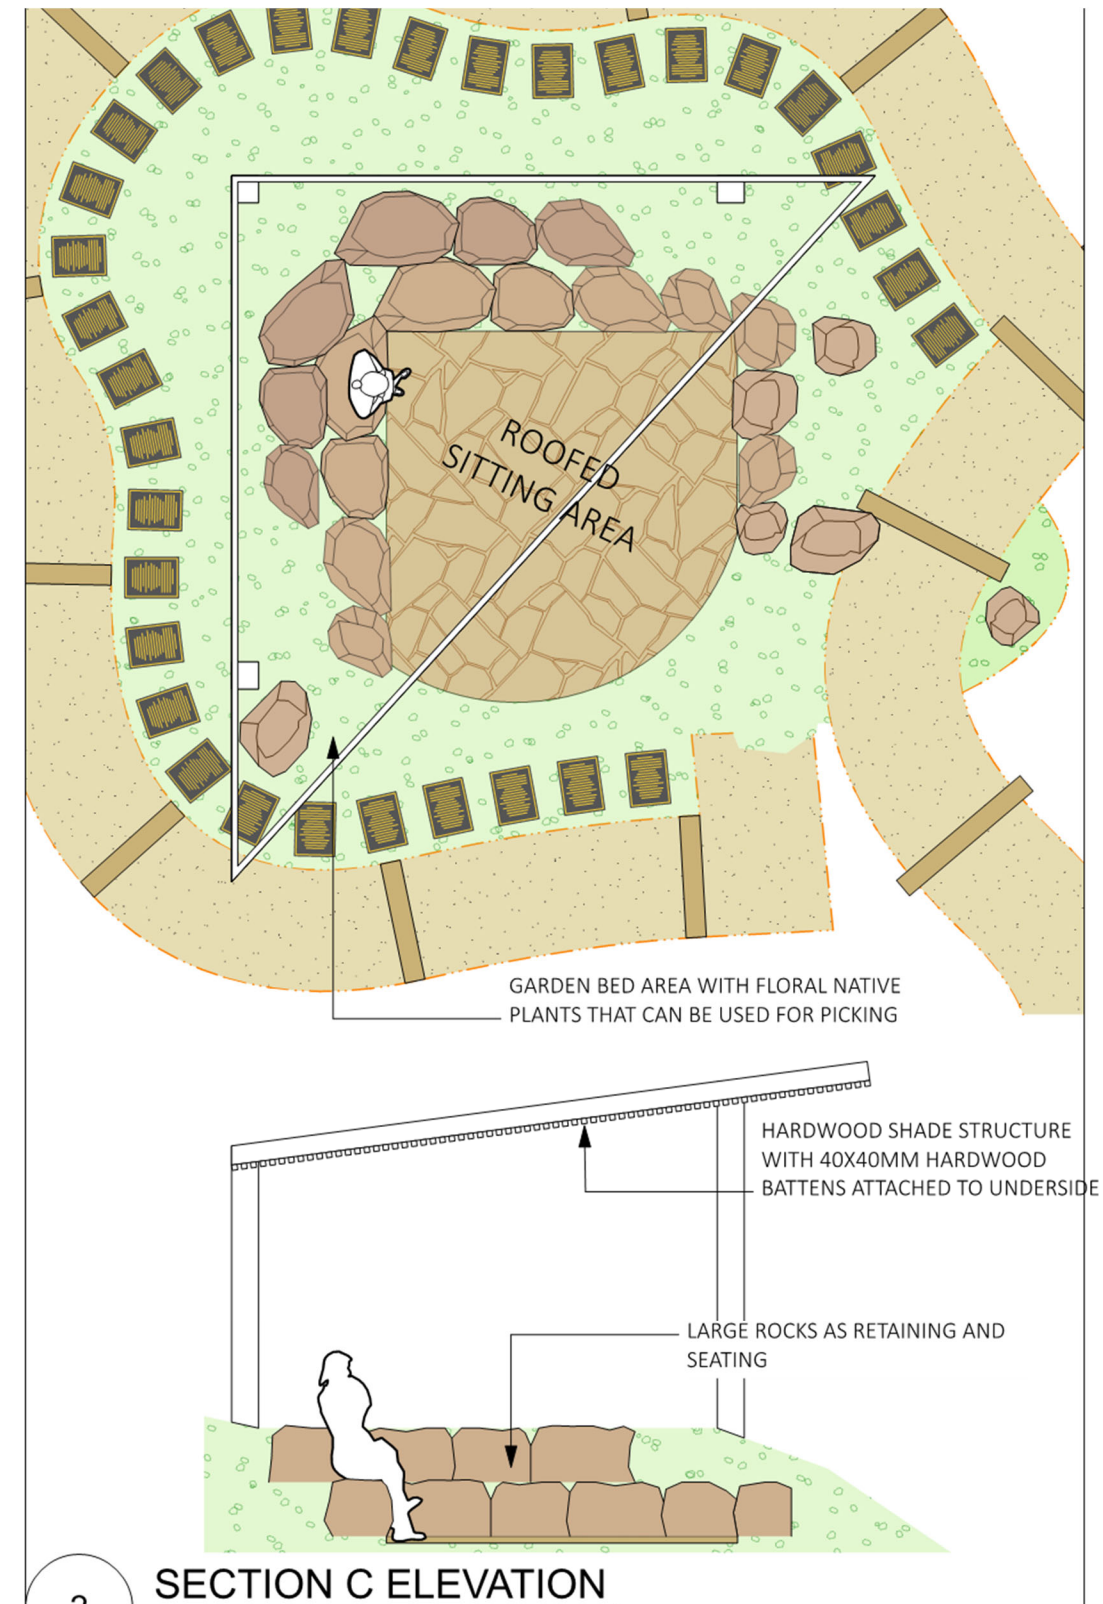 ROOFED
SITTING AREA
GARDEN BED AREA WITH FLORAL NATIVE
PLANTS THAT CAN BE USED FOR PICKING
HARDWOOD SHADE STRUCTURE
WITH 40X40MM HARDWOOD
BATTENS ATTACHED TO UNDERSIDE
LARGE ROCKS AS RETAINING AND
SEATING
SECTION C ELEVATION